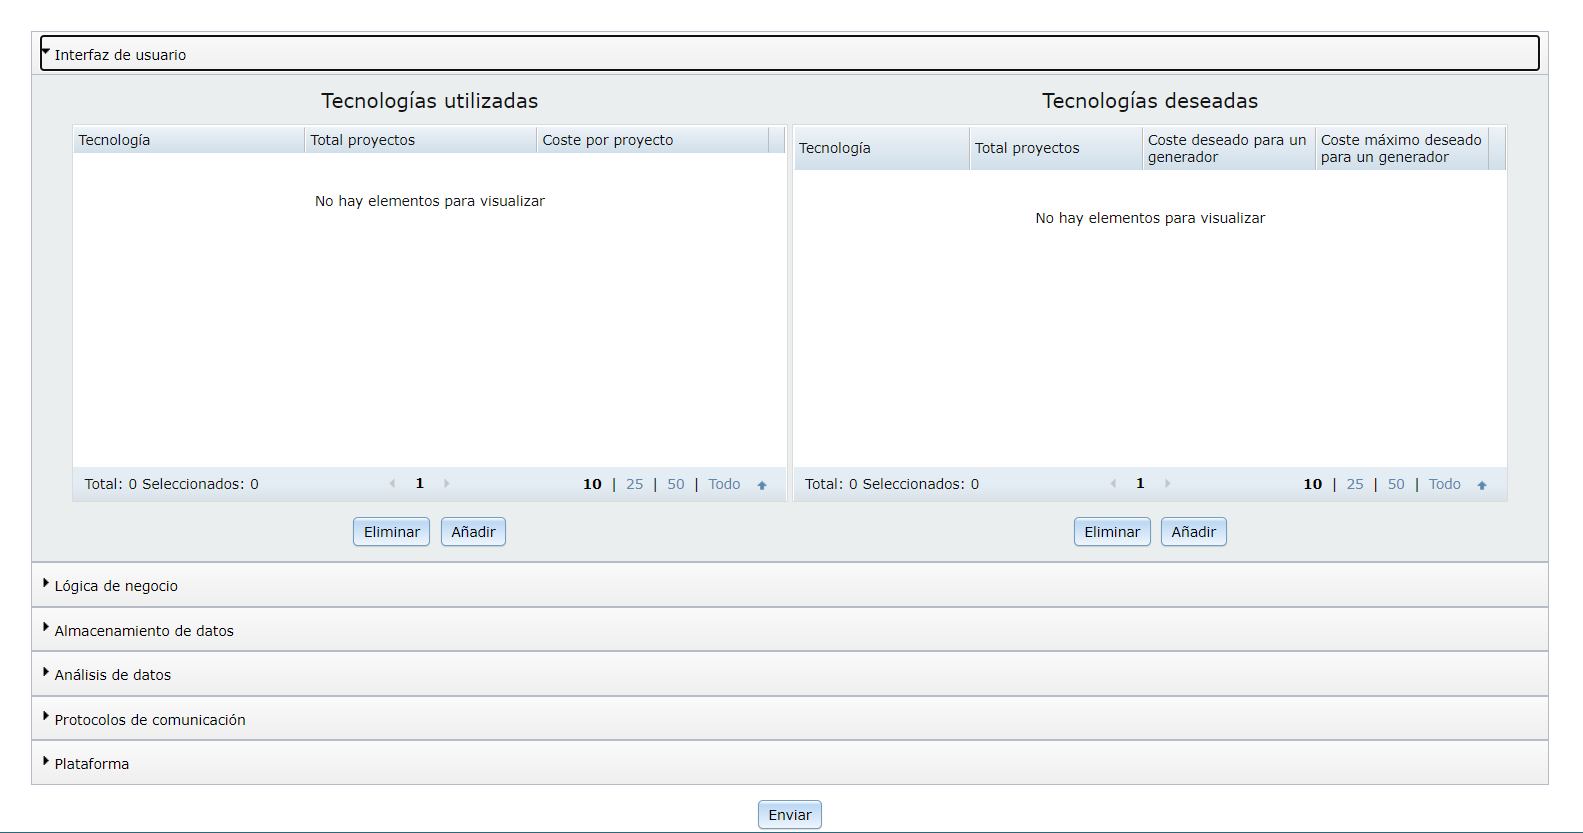 Interfaz de usuario
Tecnologías utilizadas
Tecnología Total proyectos Coste por proyecto
No hay elementos para visualizar
Total: 0 Seleccionados: 0 1 10 | 25 | 50 | Todo
Eliminar Añadir
Tecnologías deseadas
Tecnología Total proyectos Coste deseado para un generador Coste máximo deseado para un generador
No hay elementos para visualizar
Total: 0 Seleccionados: 0 1 10 | 25 | 50 | Todo
Eliminar Añadir
Lógica de negocio
Almacenamiento de datos
Análisis de datos
Protocolos de comunicación
Plataforma
Enviar